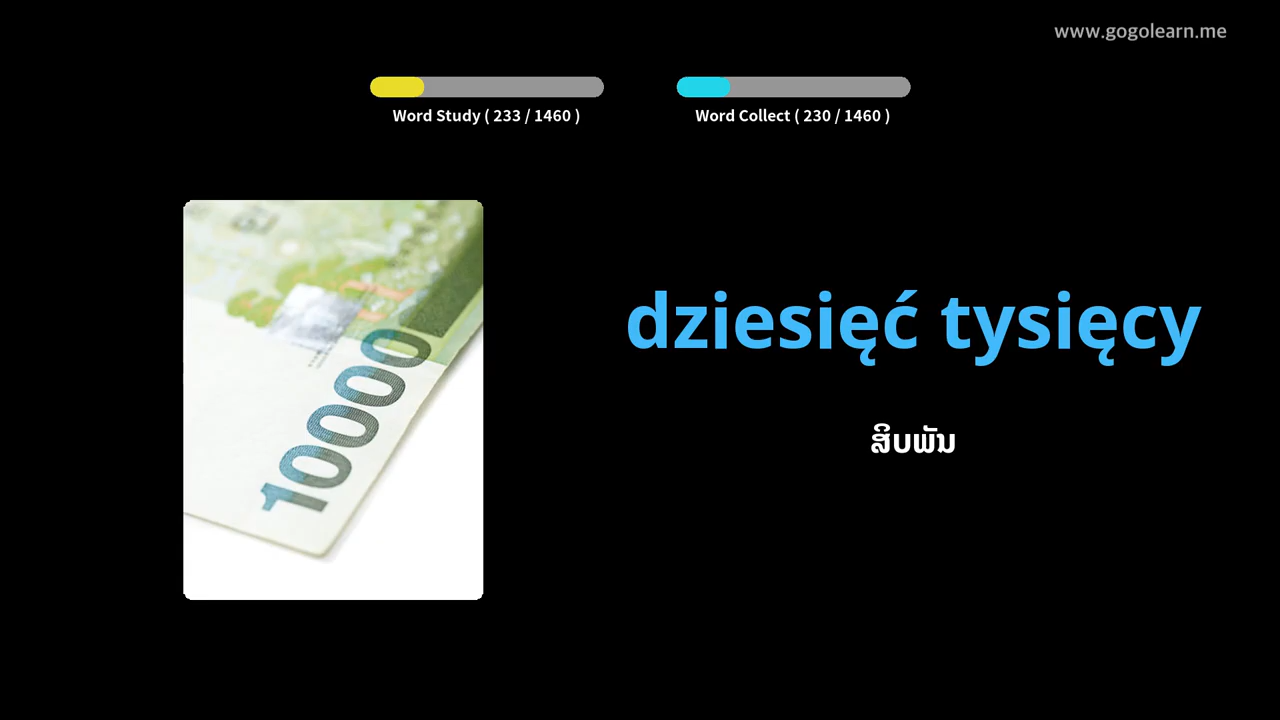 www.gogolearn.me
Word Study ( 233 / 1460 )
Word Collect ( 230 / 1460 )
10000
dziesięć tysięcy
ສິບພັນ